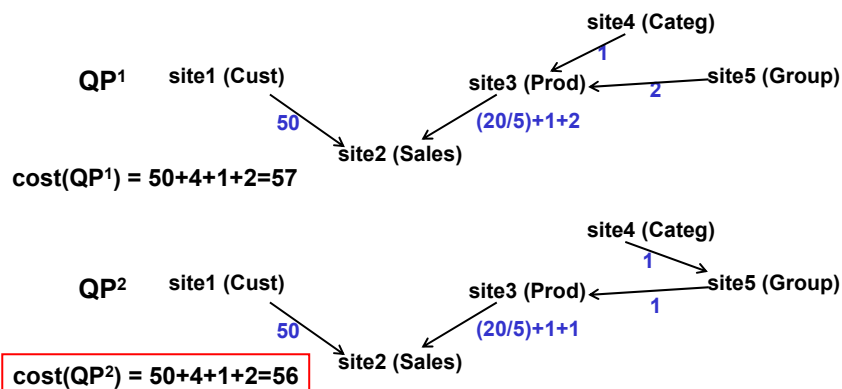 site4 (Categ)
1
QP¹ site1 (Cust) site3 (Prod) 2 site5 (Group)
50 (20/5)+1+2
site2 (Sales)
cost(QP¹) = 50+4+1+2=57
site4 (Categ)
1
QP² site1 (Cust) site3 (Prod) 1 site5 (Group)
50 (20/5)+1+1
site2 (Sales)
cost(QP²) = 50+4+1+2=56